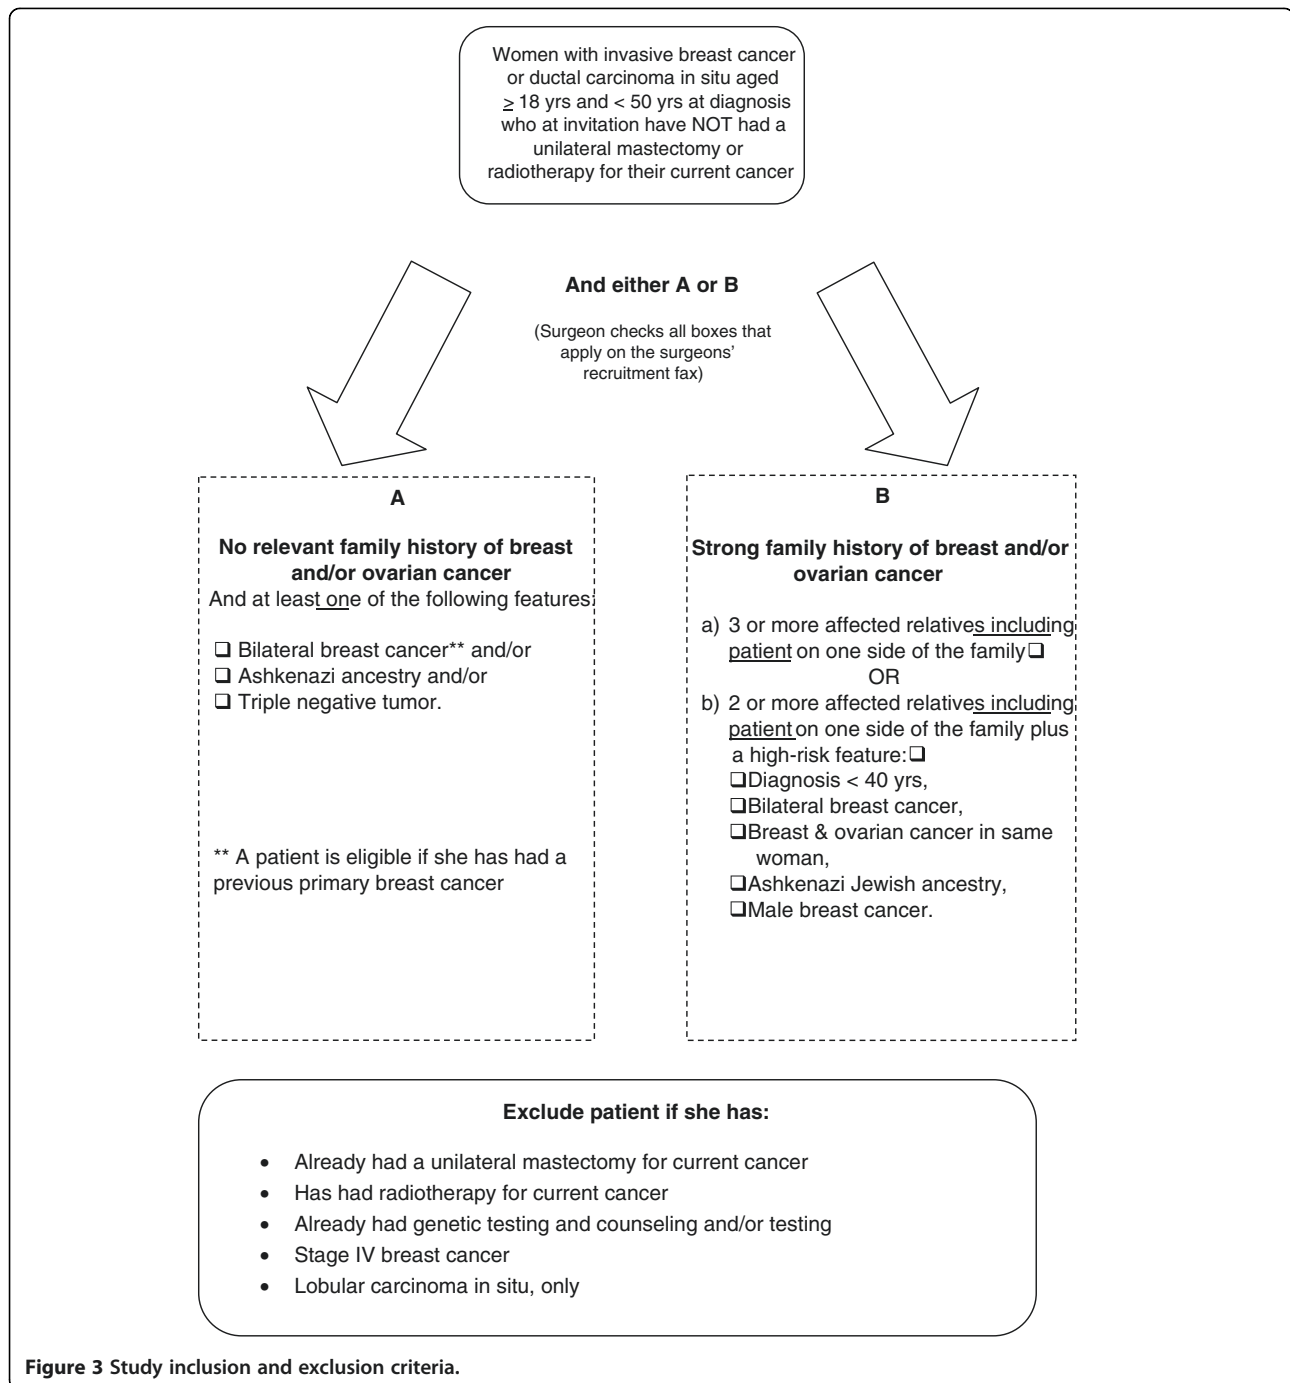 Women with invasive breast cancer
or ductal carcinoma in situ aged
≥ 18 yrs and < 50 yrs at diagnosis
who at invitation have NOT had a
unilateral mastectomy or
radiotherapy for their current cancer
And either A or B
(Surgeon checks all boxes that
apply on the surgeons’
recruitment fax)
A
No relevant family history of breast
and/or ovarian cancer
And at least one of the following features:
❑ Bilateral breast cancer** and/or
❑ Ashkenazi ancestry and/or
❑ Triple negative tumor.
** A patient is eligible if she has had a
previous primary breast cancer
B
Strong family history of breast and/or
ovarian cancer
a) 3 or more affected relatives including
patient on one side of the family ❑
OR
b) 2 or more affected relatives including
patient on one side of the family plus
a high-risk feature: ❑
❑Diagnosis < 40 yrs,
❑Bilateral breast cancer,
❑Breast & ovarian cancer in same
woman,
❑Ashkenazi Jewish ancestry,
❑Male breast cancer.
Exclude patient if she has:
• Already had a unilateral mastectomy for current cancer
• Has had radiotherapy for current cancer
• Already had genetic testing and counseling and/or testing
• Stage IV breast cancer
• Lobular carcinoma in situ, only
Figure 3 Study inclusion and exclusion criteria.